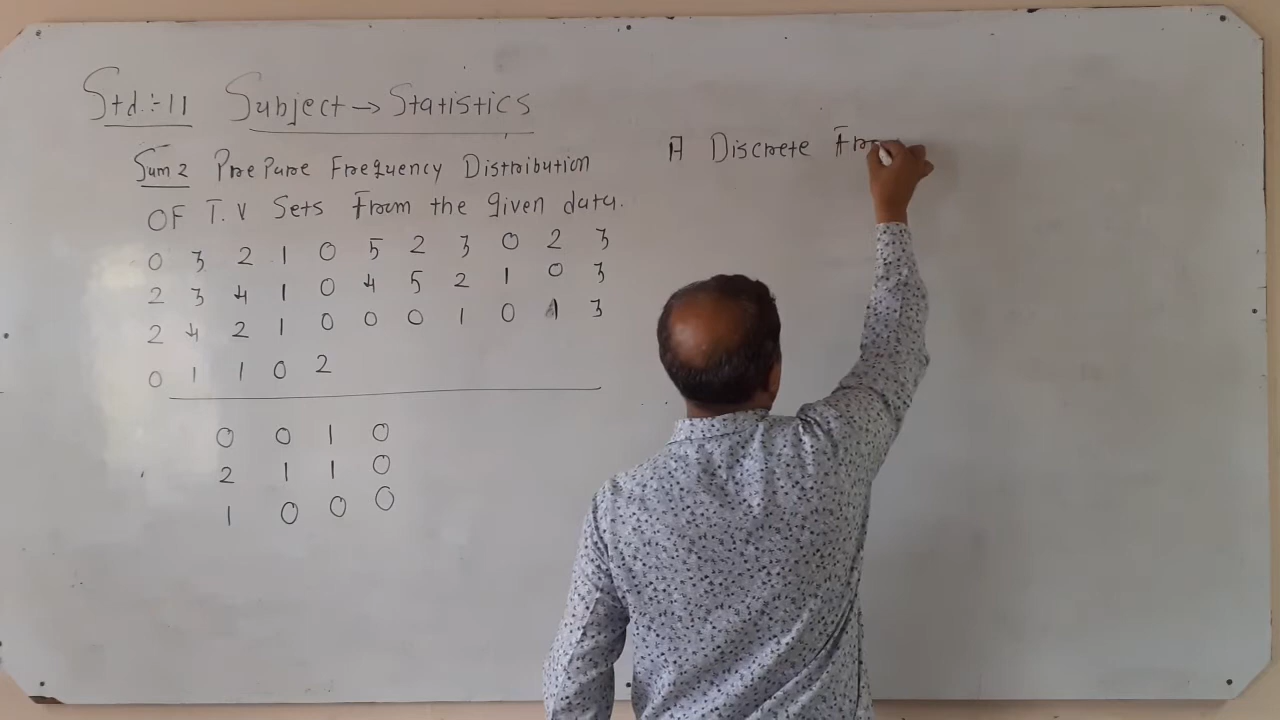 Std :- 11 Subject → Statistics
Sum 2 PrePare Frequency Distribution
OF T.V Sets From the given data.
0 3 2 1 0 5 2 3 0 2 3
2 3 4 1 0 4 5 2 1 0 3
2 4 2 1 0 0 0 1 0 1 3
0 1 1 0 2
0 0 1 0
2 1 1 0
1 0 0 0
A Discrete Fre